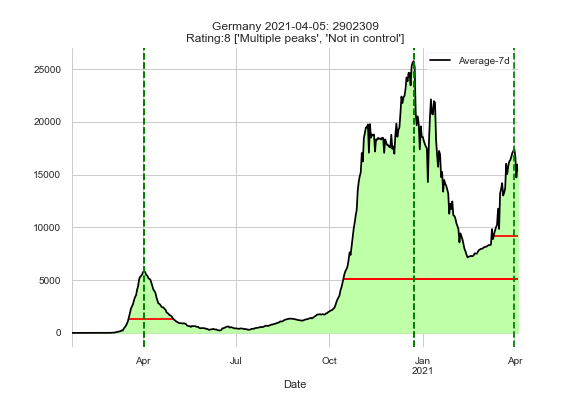 Germany 2021-04-05: 2902309
Rating:8 ['Multiple peaks', 'Not in control']
Average-7d
25000
20000
15000
10000
5000
0
Apr
Jul
Oct
Jan
2021
Apr
Date